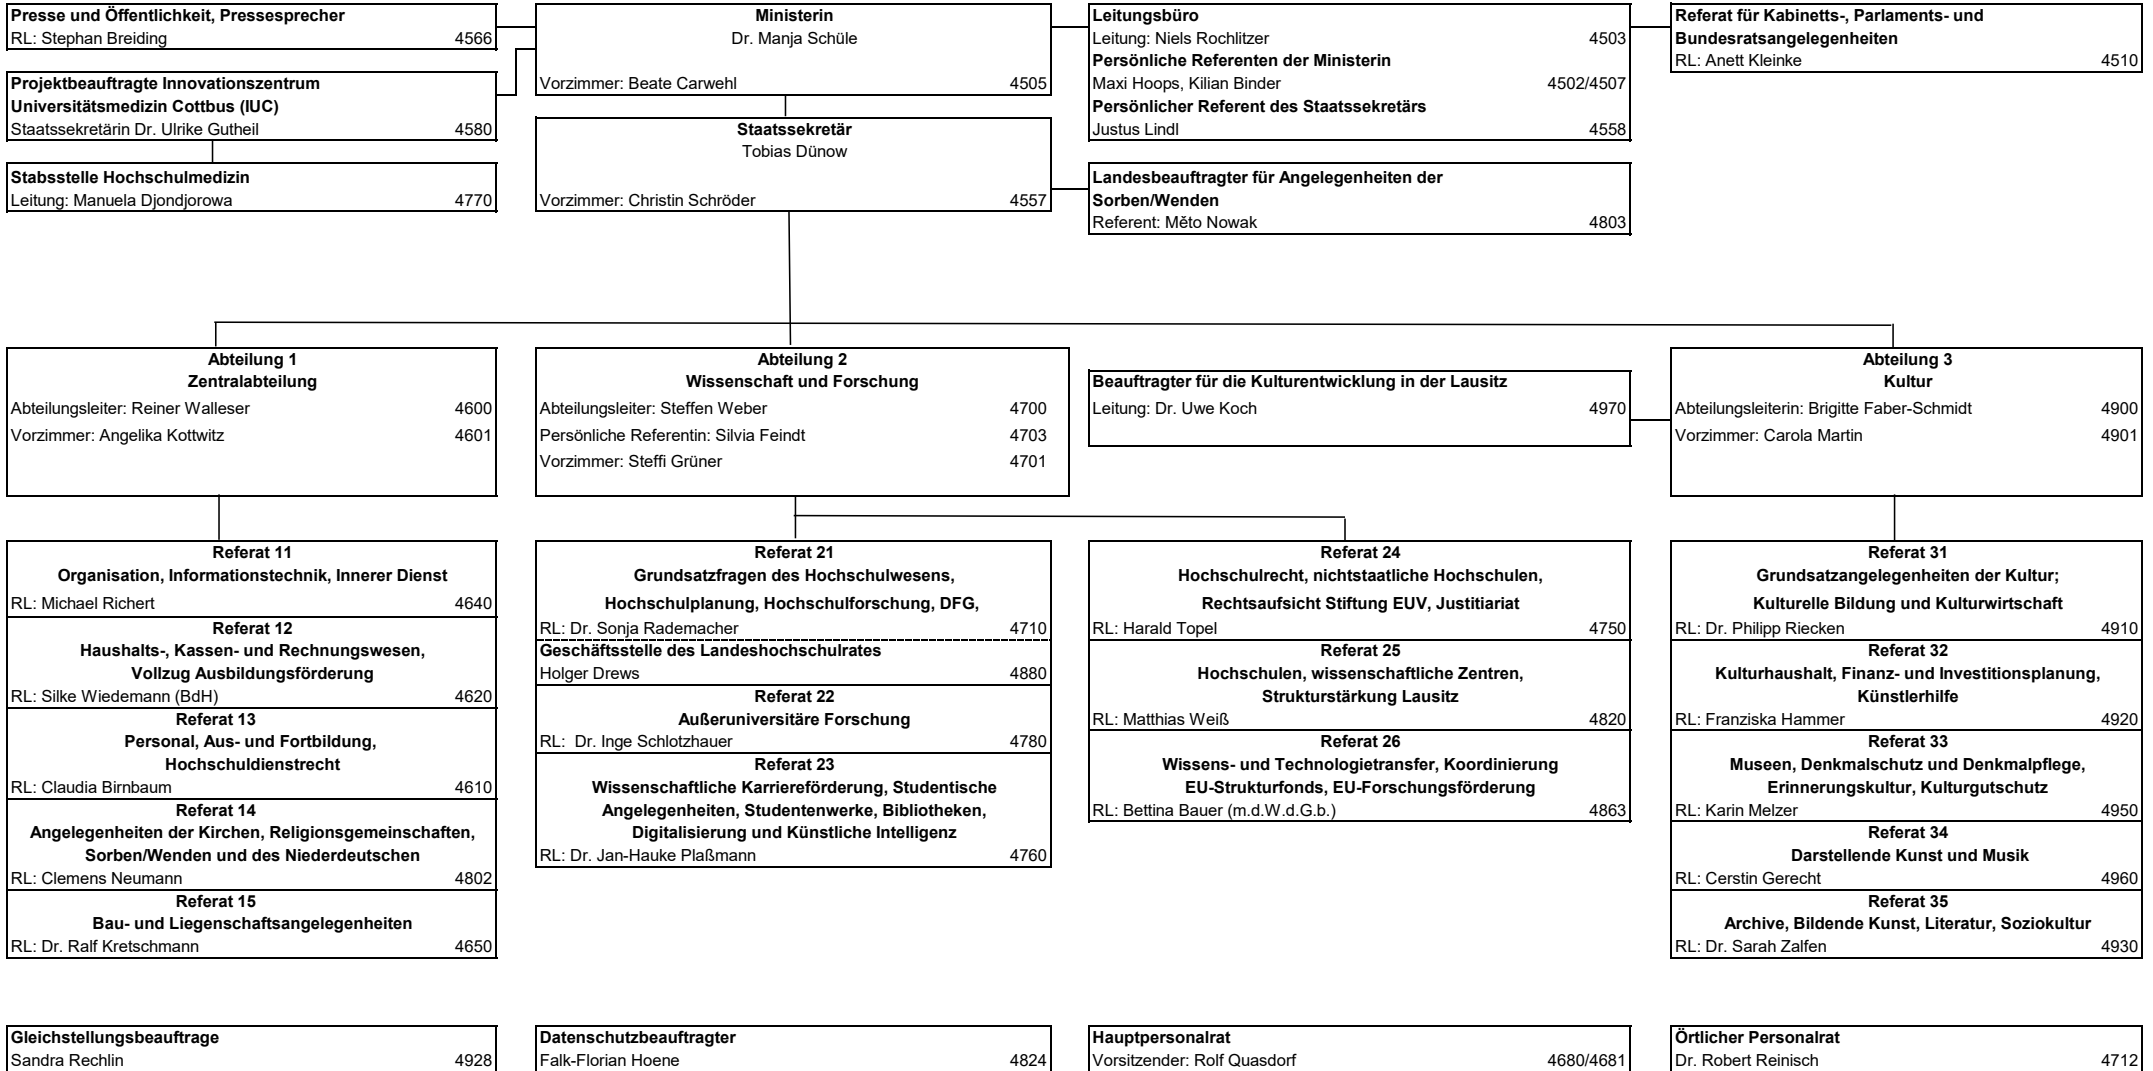 Presse und Öffentlichkeit, Pressesprecher
RL: Stephan Breiding 4566
Projektbeauftragte Innovationszentrum
Universitätsmedizin Cottbus (IUC)
Staatssekretärin Dr. Ulrike Gutheil 4580
Stabsstelle Hochschulmedizin
Leitung: Manuela Djondjorowa 4770
Ministerin
Dr. Manja Schüle
Vorzimmer: Beate Carwehl 4505
Staatssekretär
Tobias Dünow
Vorzimmer: Christin Schröder 4557
Leitungsbüro
Leitung: Niels Rochlitzer 4503
Persönliche Referenten der Ministerin
Maxi Hoops, Kilian Binder 4502/4507
Persönlicher Referent des Staatssekretärs
Justus Lindl 4558
Landesbeauftragter für Angelegenheiten der
Sorben/Wenden
Referent: Měto Nowak 4803
Referat für Kabinetts-, Parlaments- und
Bundesratsangelegenheiten
RL: Anett Kleinke 4510
Abteilung 1
Zentralabteilung
Abteilungsleiter: Reiner Walleser 4600
Vorzimmer: Angelika Kottwitz 4601
Abteilung 2
Wissenschaft und Forschung
Abteilungsleiter: Steffen Weber 4700
Persönliche Referentin: Silvia Feindt 4703
Vorzimmer: Steffi Grüner 4701
Beauftragter für die Kulturentwicklung in der Lausitz
Leitung: Dr. Uwe Koch 4970
Abteilung 3
Kultur
Abteilungsleiterin: Brigitte Faber-Schmidt 4900
Vorzimmer: Carola Martin 4901
Referat 11
Organisation, Informationstechnik, Innerer Dienst
RL: Michael Richert 4640
Referat 12
Haushalts-, Kassen- und Rechnungswesen,
Vollzug Ausbildungsförderung
RL: Silke Wiedemann (BdH) 4620
Referat 13
Personal, Aus- und Fortbildung,
Hochschuldienstrecht
RL: Claudia Birnbaum 4610
Referat 14
Angelegenheiten der Kirchen, Religionsgemeinschaften,
Sorben/Wenden und des Niederdeutschen
RL: Clemens Neumann 4802
Referat 15
Bau- und Liegenschaftsangelegenheiten
RL: Dr. Ralf Kretschmann 4650
Referat 21
Grundsatzfragen des Hochschulwesens,
Hochschulplanung, Hochschulforschung, DFG,
RL: Dr. Sonja Rademacher 4710
Geschäftsstelle des Landeshochschulrates
Holger Drews 4880
Referat 22
Außeruniversitäre Forschung
RL: Dr. Inge Schlotzhauer 4780
Referat 23
Wissenschaftliche Karriereförderung, Studentische
Angelegenheiten, Studentenwerke, Bibliotheken,
Digitalisierung und Künstliche Intelligenz
RL: Dr. Jan-Hauke Plaßmann 4760
Referat 24
Hochschulrecht, nichtstaatliche Hochschulen,
Rechtsaufsicht Stiftung EUV, Justitiariat
RL: Harald Topel 4750
Referat 25
Hochschulen, wissenschaftliche Zentren,
Strukturstärkung Lausitz
RL: Matthias Weiß 4820
Referat 26
Wissens- und Technologietransfer, Koordinierung
EU-Strukturfonds, EU-Forschungsförderung
RL: Bettina Bauer (m.d.W.d.G.b.) 4863
Referat 31
Grundsatzangelegenheiten der Kultur;
Kulturelle Bildung und Kulturwirtschaft
RL: Dr. Philipp Riecken 4910
Referat 32
Kulturhaushalt, Finanz- und Investitionsplanung,
Künstlerhilfe
RL: Franziska Hammer 4920
Referat 33
Museen, Denkmalschutz und Denkmalpflege,
Erinnerungskultur, Kulturgutschutz
RL: Karin Melzer 4950
Referat 34
Darstellende Kunst und Musik
RL: Cerstin Gerecht 4960
Referat 35
Archive, Bildende Kunst, Literatur, Soziokultur
RL: Dr. Sarah Zalfen 4930
Gleichstellungsbeauftrage
Sandra Rechlin 4928
Datenschutzbeauftragter
Falk-Florian Hoene 4824
Hauptpersonalrat
Vorsitzender: Rolf Quasdorf 4680/4681
Örtlicher Personalrat
Dr. Robert Reinisch 4712